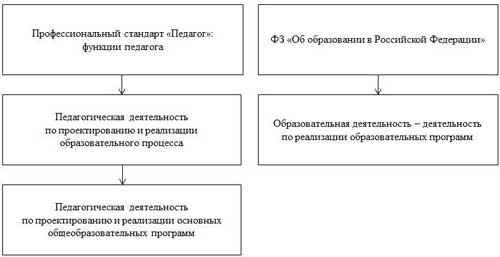 Профессиональный стандарт «Педагог»:
функции педагога
ФЗ «Об образовании в Российской Федерации»
Педагогическая деятельность
по проектированию и реализации
образовательного процесса
Образовательная деятельность – деятельность
по реализации образовательных программ
Педагогическая деятельность
по проектированию и реализации основных
общеобразовательных программ